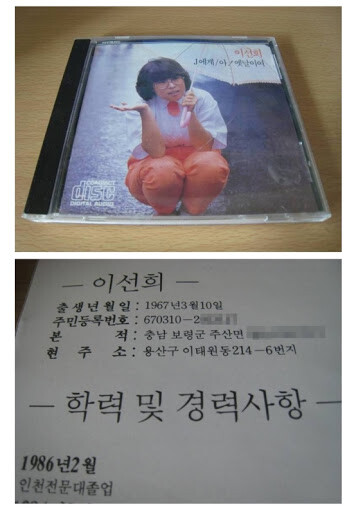 이선희
J에게/아!옛날이여
COMPACT
disc
DIGITAL AUDIO
— 이선희 —
출생년월일 : 1967년3월10일
주민등록번호 : 670310-2
본 적 : 충남 보령군 주산면
현 주 소 : 용산구 이태원동214-6번지
— 학력 및 경력사항 —
1986년2월
인천전문대졸업